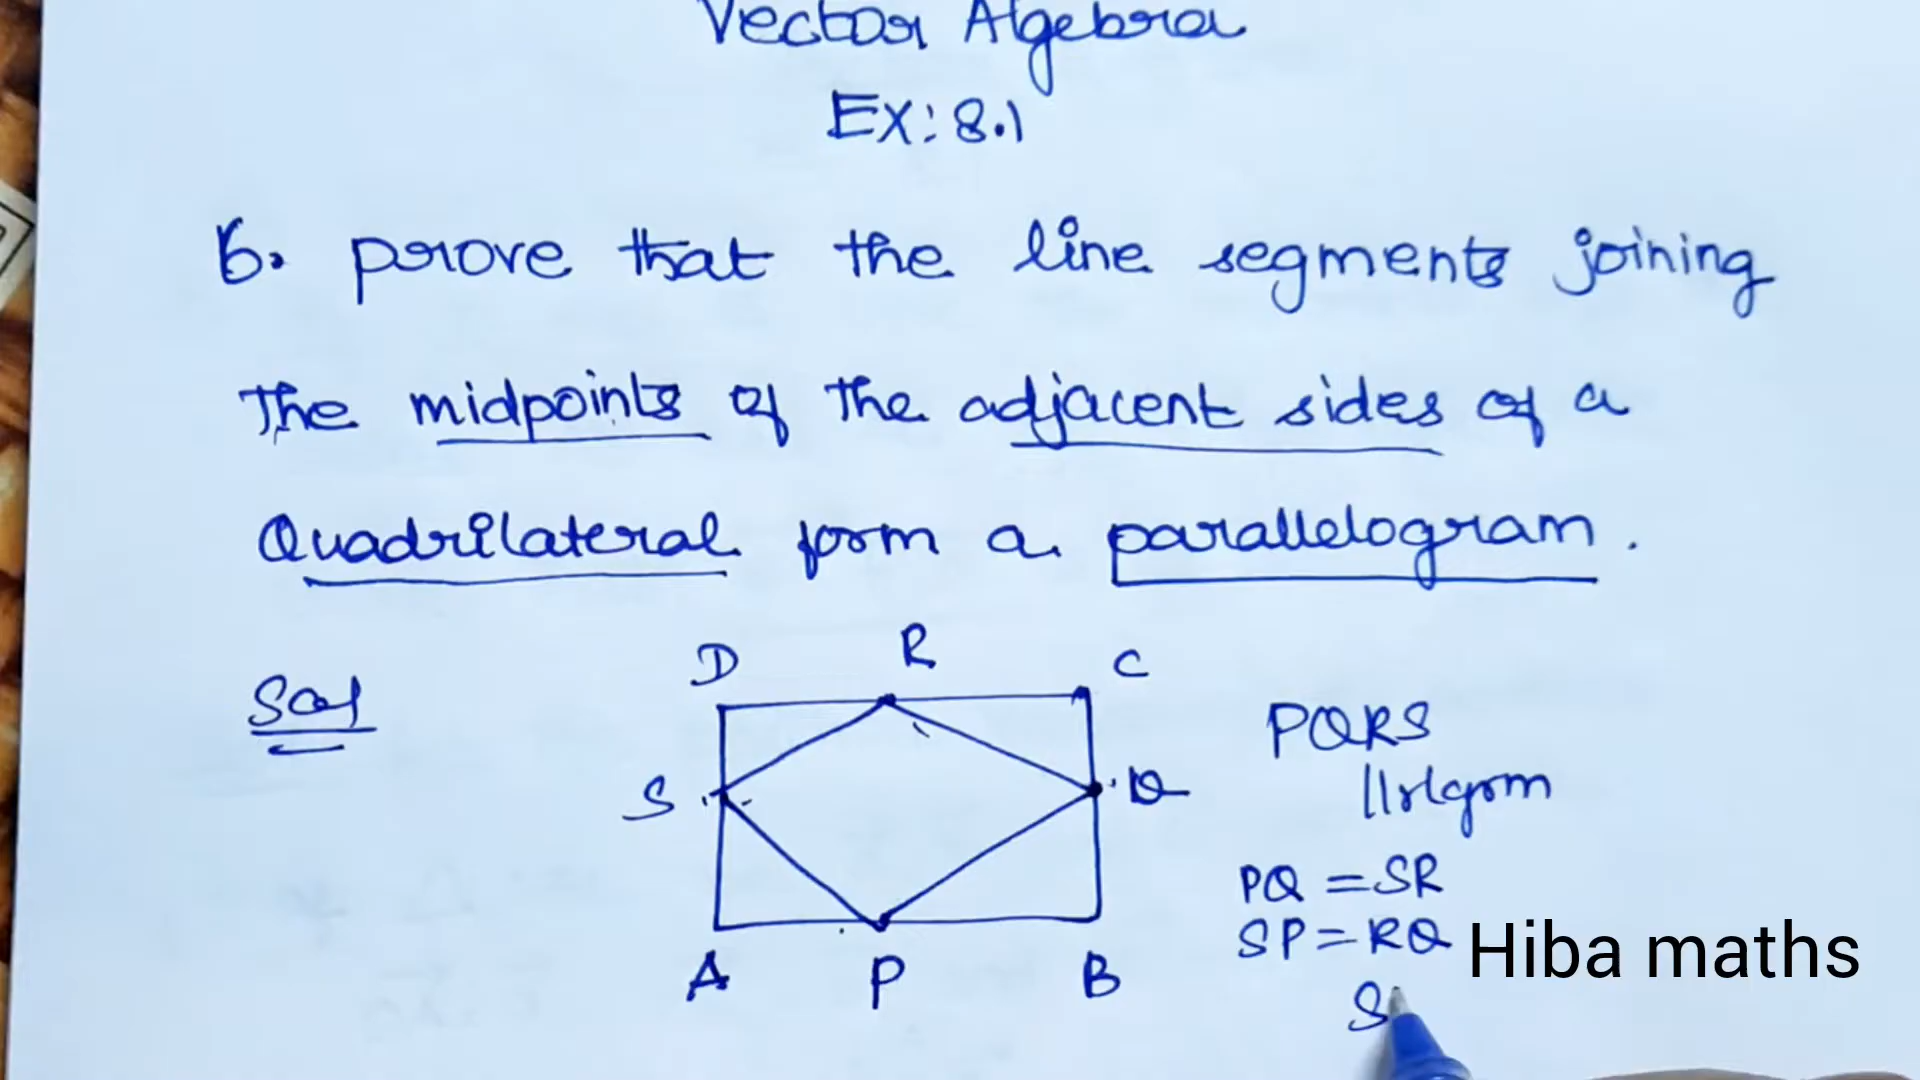 Vector Algebra
Ex: 8.1
6. prove that the line segments joining
The midpoints of the adjacent sides of a
Quadrilateral form a parallelogram.
Sol
D R C
S Q
A P B
PQRS
||rlgrm
PQ = SR
SP = RQ
S
Hiba maths